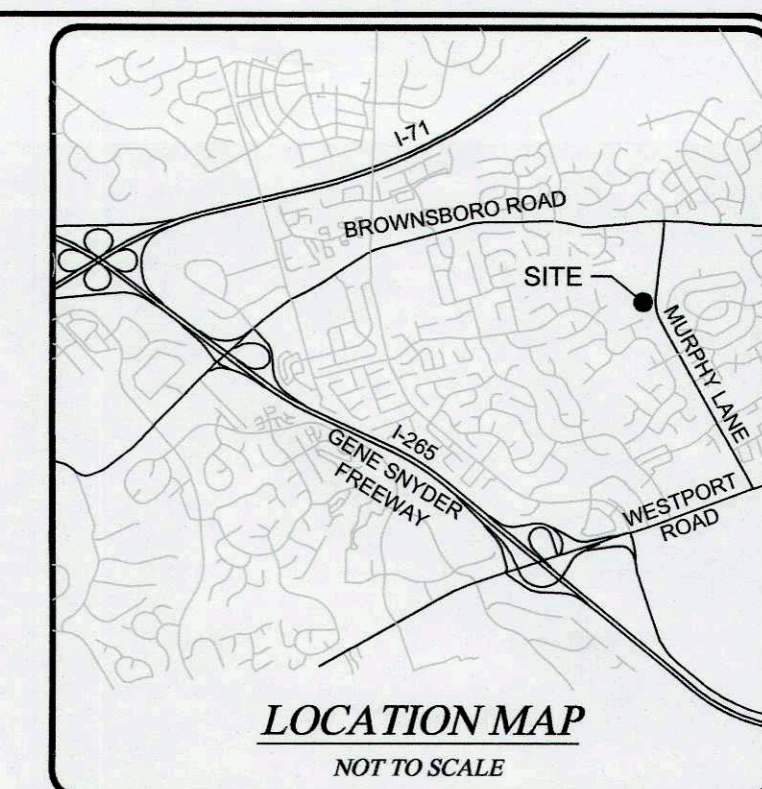 I-71
BROWNSBORO ROAD
SITE
MURPHY LANE
I-265
GENE SNYDER
FREEWAY
WESTPORT
ROAD
LOCATION MAP
NOT TO SCALE